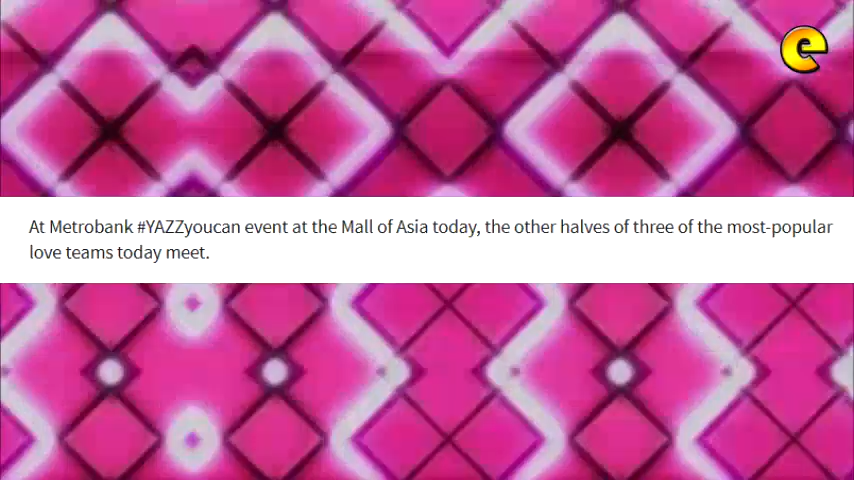 e
At Metrobank #YAZZyoucan event at the Mall of Asia today, the other halves of three of the most-popular
love teams today meet.